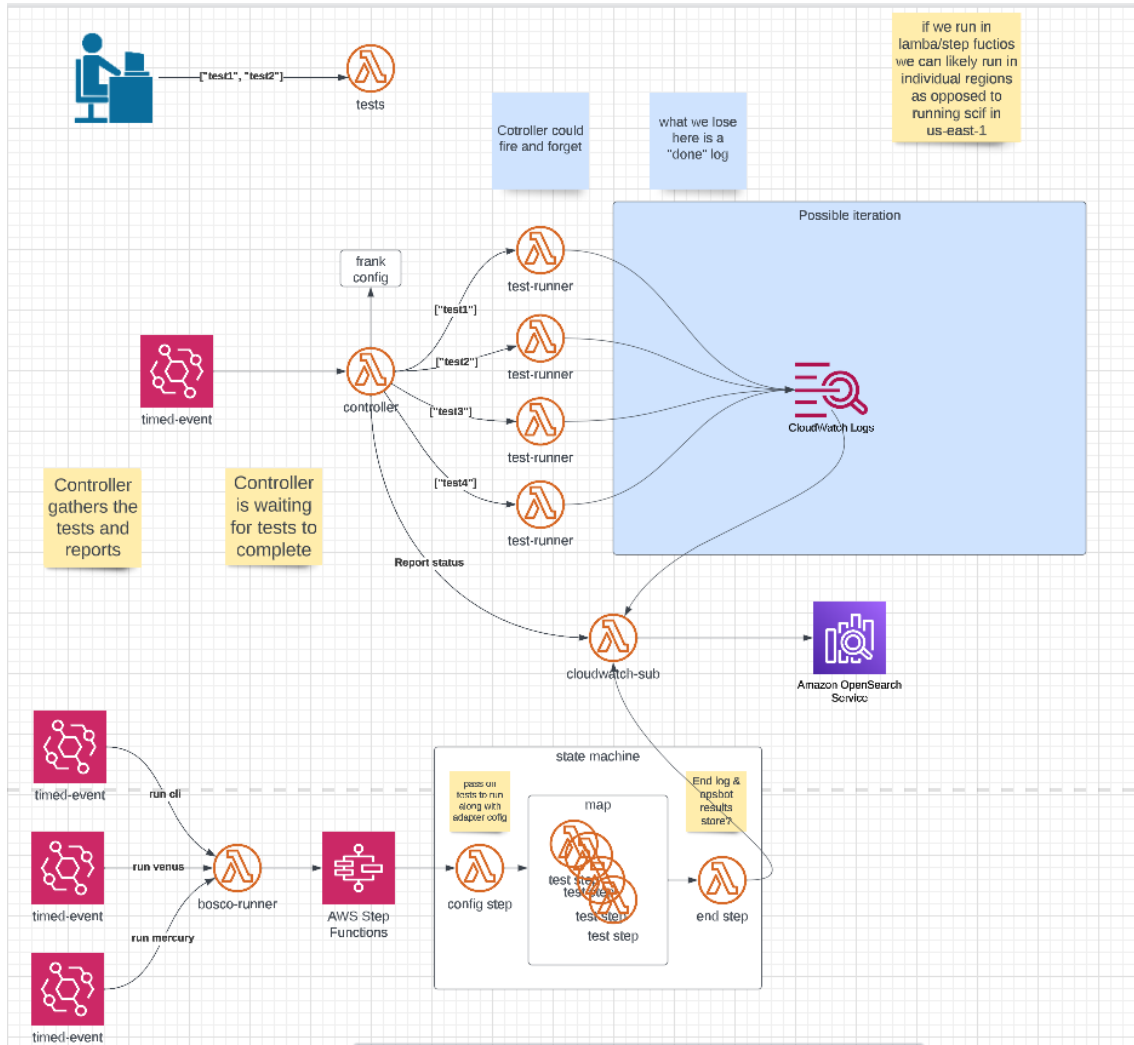 ["test1", "test2"]
tests
if we run in
lamba/step fuctios
we can likely run in
individual regions
as opposed to
running scif in
us-east-1
Cotroller could
fire and forget
what we lose
here is a
"done" log
Possible iteration
frank
config
test-runner
["test1"]
["test2"]
test-runner
["test3"]
test-runner
["test4"]
test-runner
controller
timed-event
CloudWatch Logs
Controller
gathers the
tests and
reports
Controller
is waiting
for tests to
complete
Report status
cloudwatch-sub
Amazon OpenSearch
Service
timed-event
run cli
timed-event
run venus
timed-event
run mercury
bosco-runner
AWS Step
Functions
state machine
pass on
tests to run
along with
adapter cofig
config step
map
test step
test step
test step
test step
End log &
opsbot
results
store?
end step